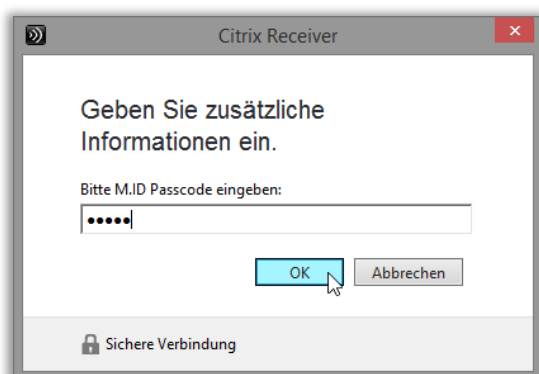 Citrix Receiver
Geben Sie zusätzliche
Informationen ein.
Bitte M.ID Passcode eingeben:
•••••
OK
Abbrechen
Sichere Verbindung